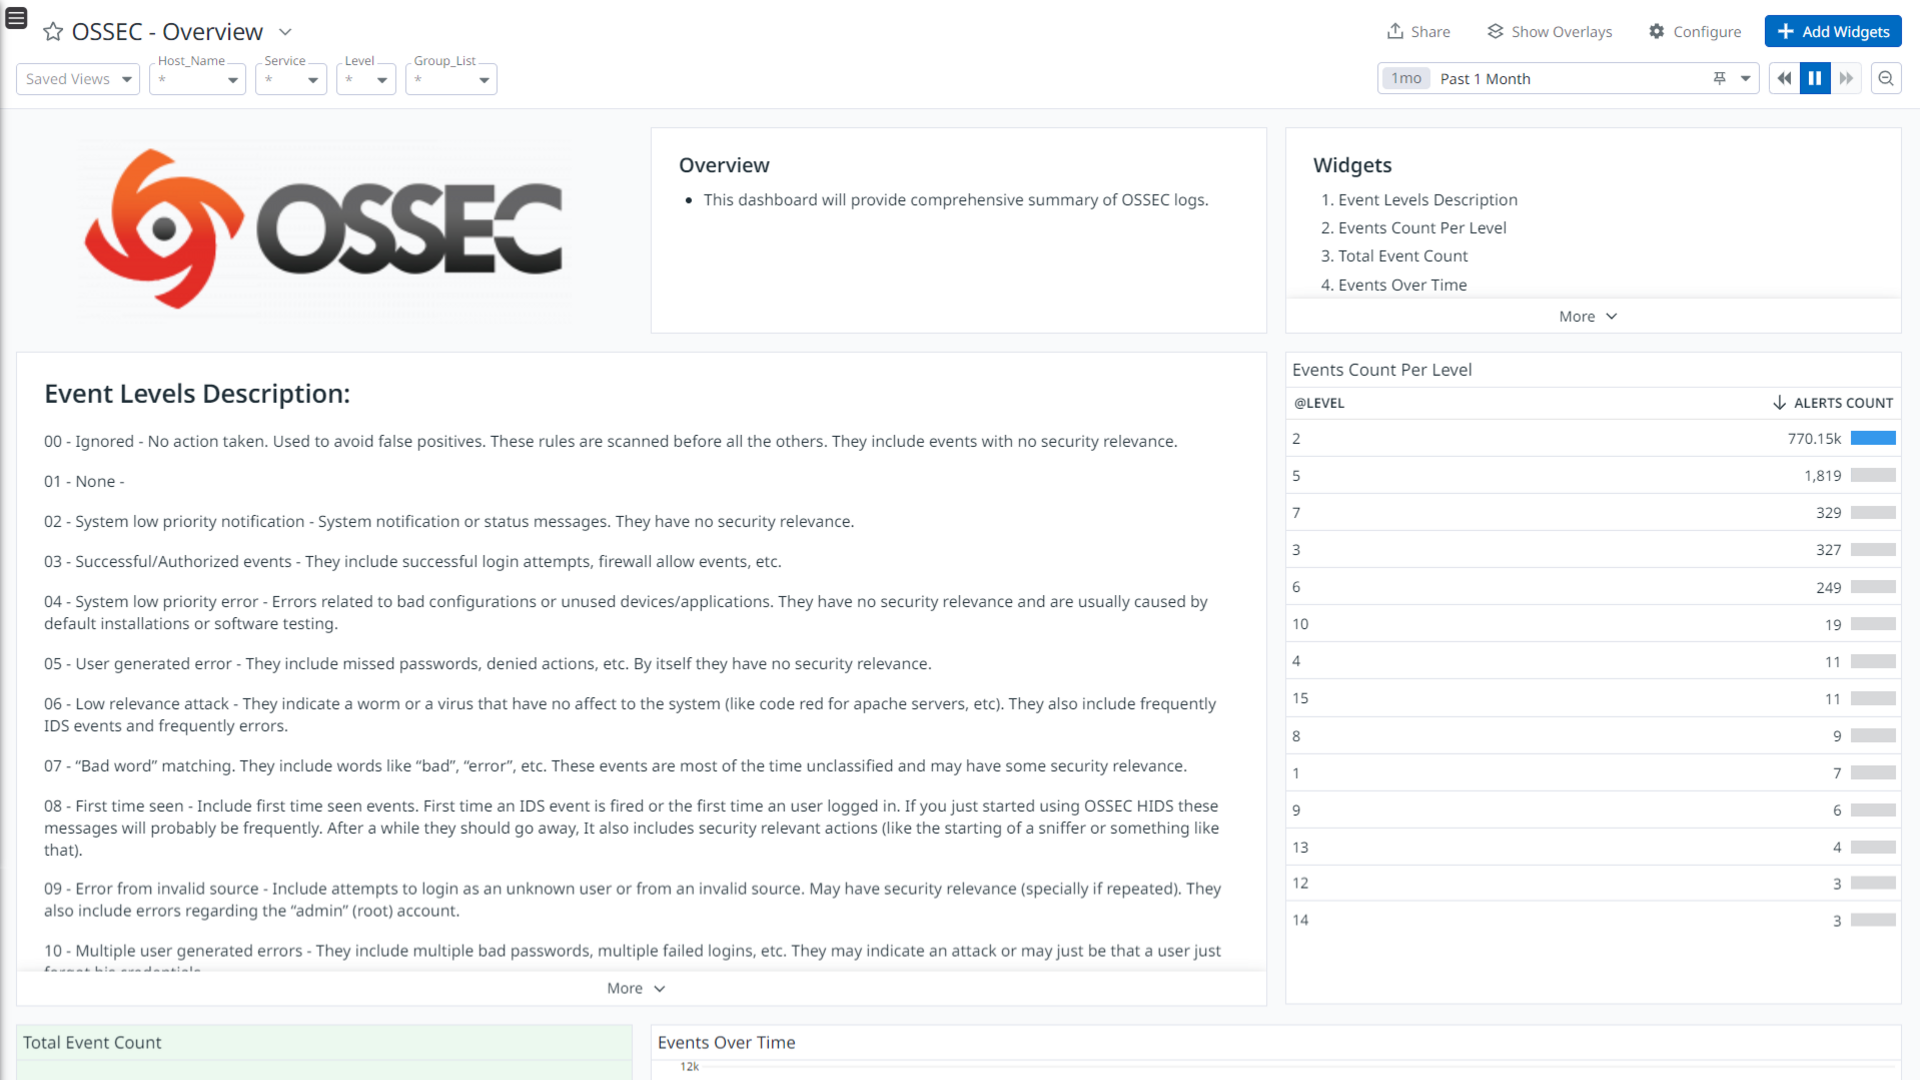 OSSEC - Overview
Share
Show Overlays
Configure
Add Widgets
Saved Views
Host_Name
*
Service
*
Level
*
Group_List
*
1mo
Past 1 Month
OSSEC
Overview
• This dashboard will provide comprehensive summary of OSSEC logs.
Widgets
1. Event Levels Description
2. Events Count Per Level
3. Total Event Count
4. Events Over Time
More
Event Levels Description:
00 - Ignored - No action taken. Used to avoid false positives. These rules are scanned before all the others. They include events with no security relevance.
01 - None -
02 - System low priority notification - System notification or status messages. They have no security relevance.
03 - Successful/Authorized events - They include successful login attempts, firewall allow events, etc.
04 - System low priority error - Errors related to bad configurations or unused devices/applications. They have no security relevance and are usually caused by
default installations or software testing.
05 - User generated error - They include missed passwords, denied actions, etc. By itself they have no security relevance.
06 - Low relevance attack - They indicate a worm or a virus that have no affect to the system (like code red for apache servers, etc). They also include frequently
IDS events and frequently errors.
07 - “Bad word” matching. They include words like “bad”, “error”, etc. These events are most of the time unclassified and may have some security relevance.
08 - First time seen - Include first time seen events. First time an IDS event is fired or the first time an user logged in. If you just started using OSSEC HIDS these
messages will probably be frequently. After a while they should go away, It also includes security relevant actions (like the starting of a sniffer or something like
that).
09 - Error from invalid source - Include attempts to login as an unknown user or from an invalid source. May have security relevance (specially if repeated). They
also include errors regarding the “admin” (root) account.
10 - Multiple user generated errors - They include multiple bad passwords, multiple failed logins, etc. They may indicate an attack or may just be that a user just
forgot his credentials.
More
Events Count Per Level
@LEVEL ALERTS COUNT
2 770.15k
5 1,819
7 329
3 327
6 249
10 19
4 11
15 11
8 9
1 7
9 6
13 4
12 3
14 3
Total Event Count
Events Over Time
12k